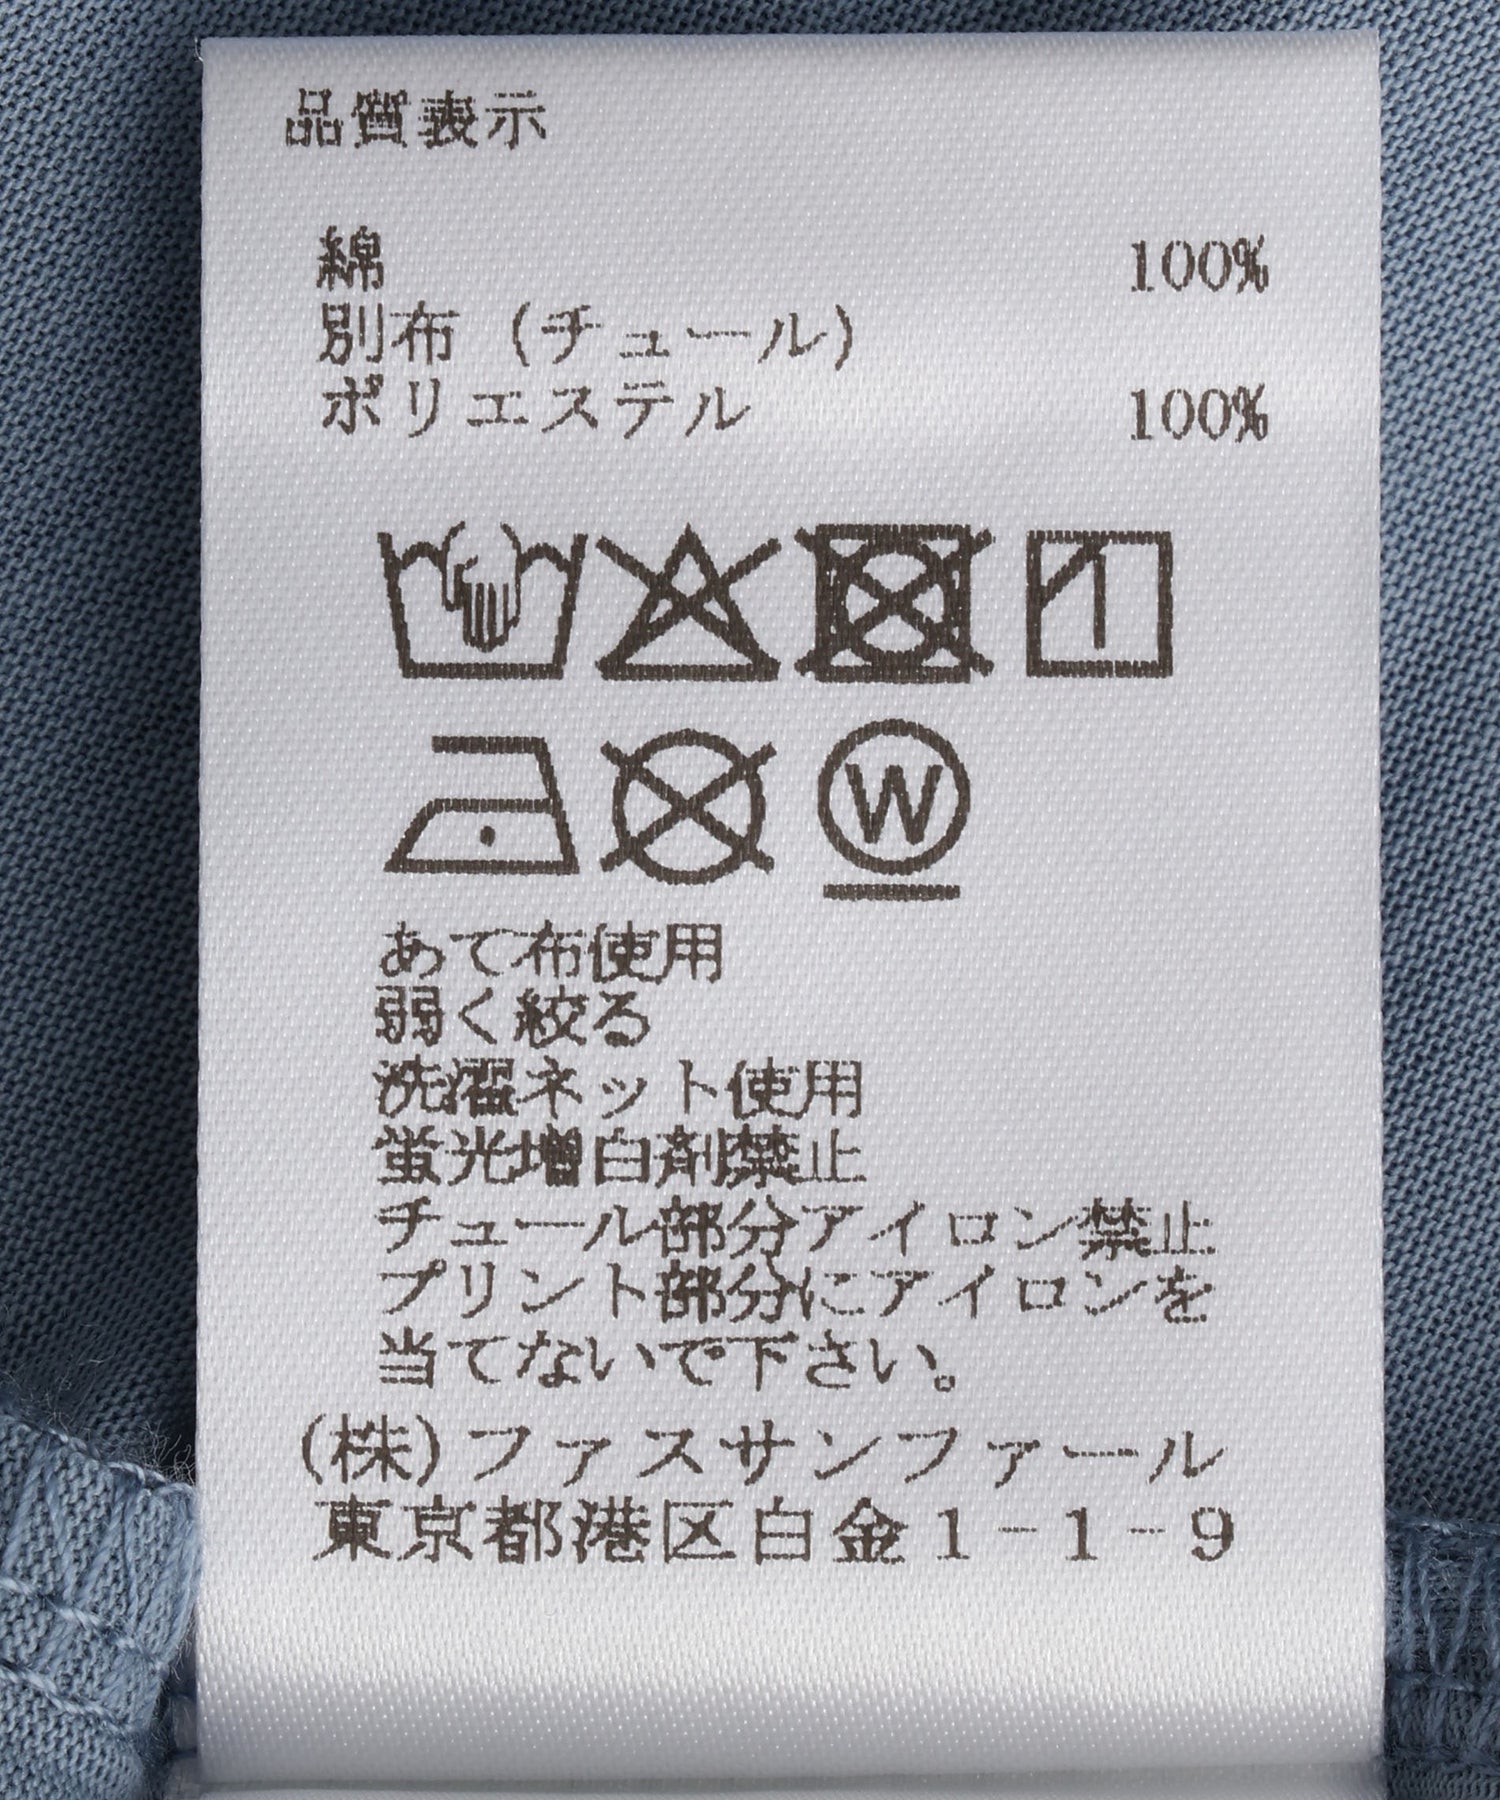 品質表示
綿 100%
別布 (チュール)
ポリエステル 100%
W
あて布使用
弱く絞る
洗濯ネット使用
蛍光増白剤禁止
チュール部分アイロン禁止
プリント部分にアイロンを
当てないで下さい。
(株)ファスサンファール
東京都港区白金1-1-9